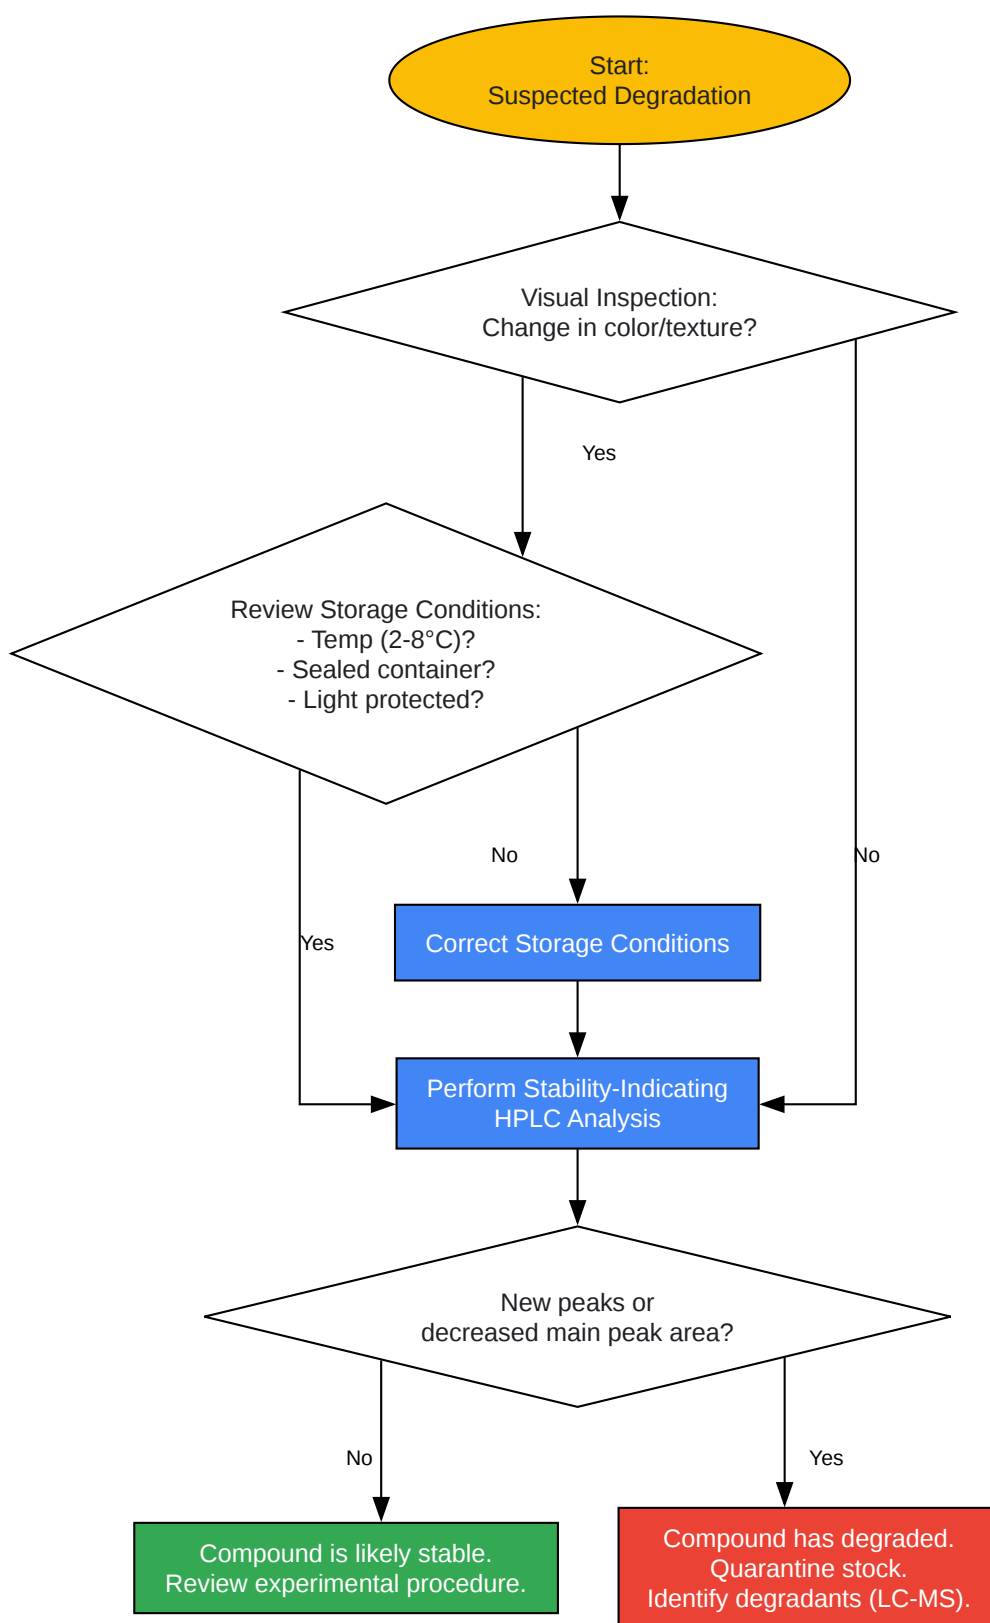 Start:
Suspected Degradation
Visual Inspection:
Change in color/texture?
Yes
Review Storage Conditions:
- Temp (2-8°C)?
- Sealed container?
- Light protected?
No
No
Yes
Correct Storage Conditions
Perform Stability-Indicating
HPLC Analysis
New peaks or
decreased main peak area?
No
Yes
Compound is likely stable.
Review experimental procedure.
Compound has degraded.
Quarantine stock.
Identify degradants (LC-MS).